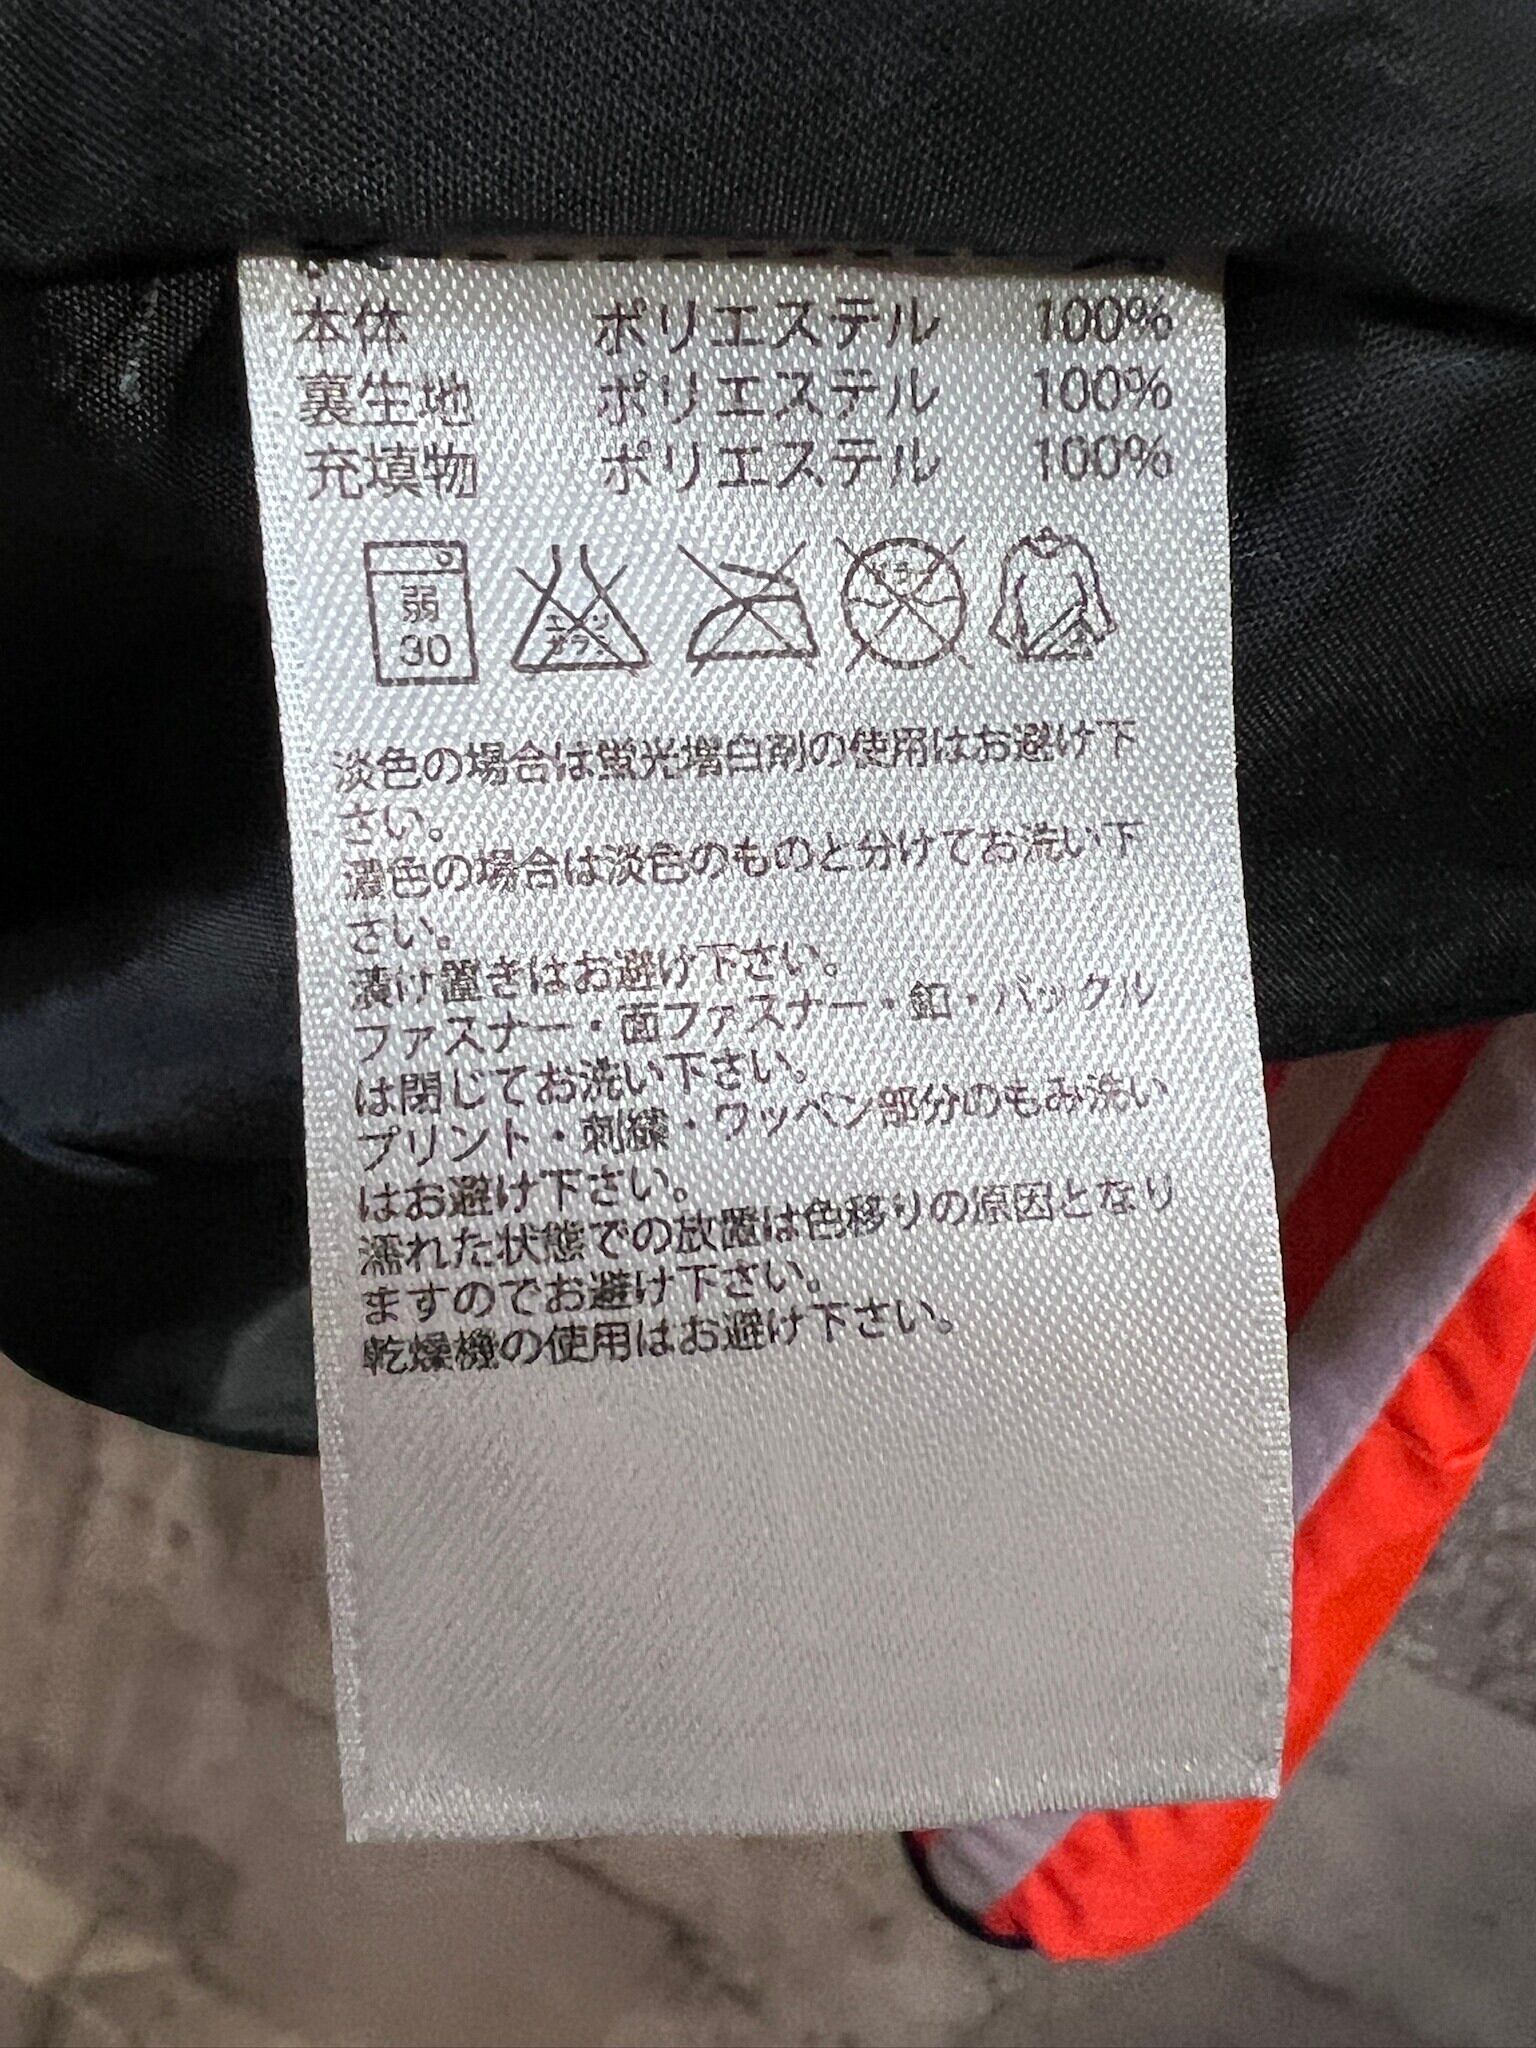 本体 ポリエステル 100%
裏生地 ポリエステル 100%
充填物 ポリエステル 100%
弱
30
淡色の場合は蛍光増白剤の使用はお避け下
さい。
濃色の場合は淡色のものと分けてお洗い下
さい。
漬け置きはお避け下さい。
ファスナー・面ファスナー・釦・バックル
は閉じてお洗い下さい。
プリント・刺繍・ワッペン部分のもみ洗い
はお避け下さい。
濡れた状態での放置は色移りの原因となり
ますのでお避け下さい。
乾燥機の使用はお避け下さい。